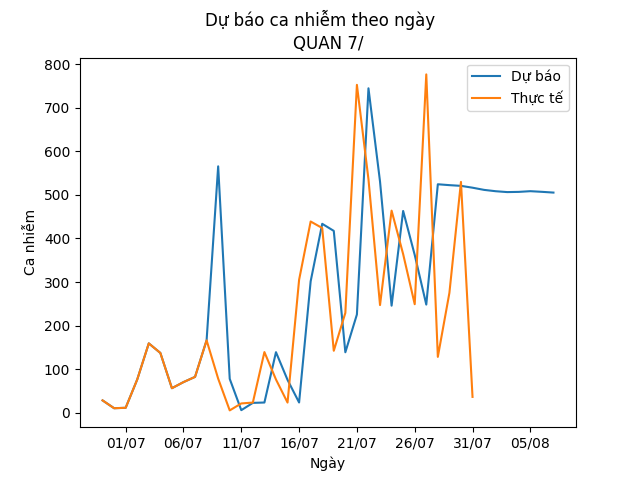 Dự báo ca nhiễm theo ngày
QUAN 7/
Dự báo
Thực tế
Ca nhiễm
800
700
600
500
400
300
200
100
0
01/07 06/07 11/07 16/07 21/07 26/07 31/07 05/08
Ngày